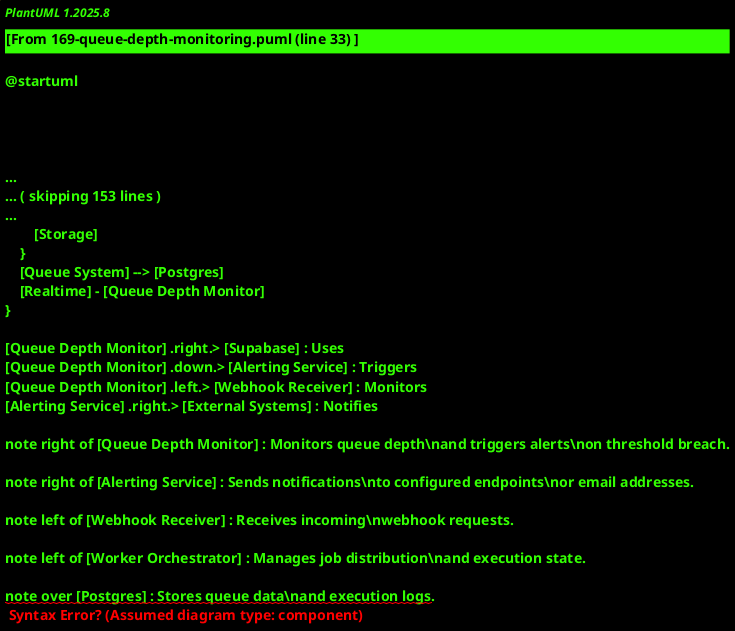 PlantUML 1.2025.8
[From 169-queue-depth-monitoring.puml (line 33) ]
@startuml
...
... ( skipping 153 lines )
...
[Storage]
}
[Queue System] --> [Postgres]
[Realtime] - [Queue Depth Monitor]
}
[Queue Depth Monitor] .right.> [Supabase] : Uses
[Queue Depth Monitor] .down.> [Alerting Service] : Triggers
[Queue Depth Monitor] .left.> [Webhook Receiver] : Monitors
[Alerting Service] .right.> [External Systems] : Notifies
note right of [Queue Depth Monitor] : Monitors queue depth\nand triggers alerts\non threshold breach.
note right of [Alerting Service] : Sends notifications\nto configured endpoints\nor email addresses.
note left of [Webhook Receiver] : Receives incoming\nwebhook requests.
note left of [Worker Orchestrator] : Manages job distribution\nand execution state.
note over [Postgres] : Stores queue data\nand execution logs.
Syntax Error? (Assumed diagram type: component)